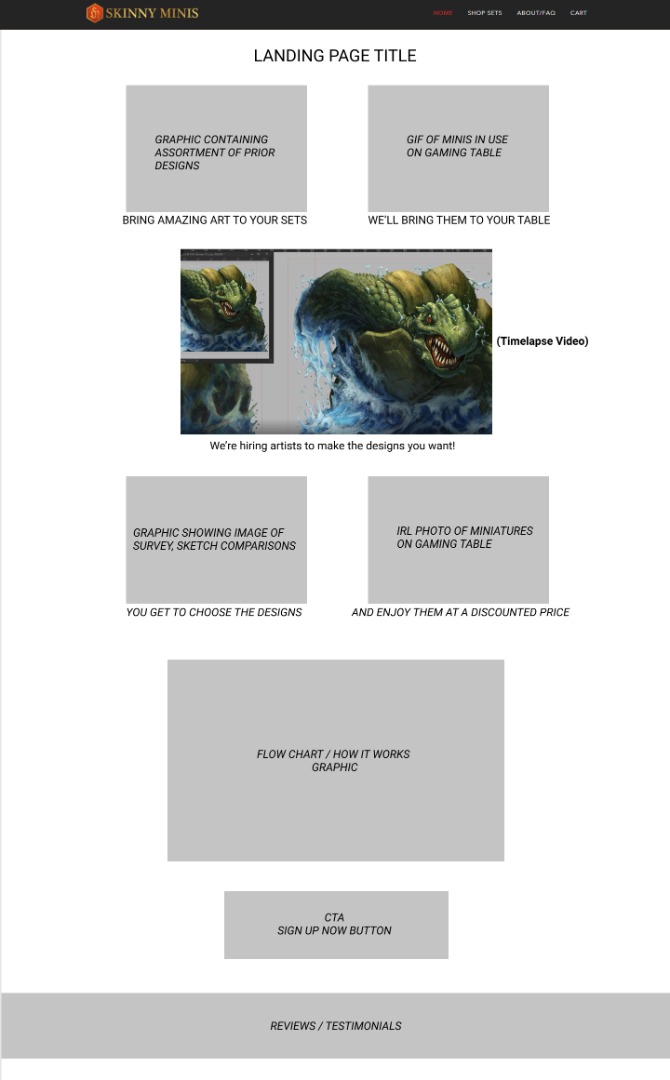 SKINNY MINIS
HOME SHOP SETS ABOUT/FAQ CART
LANDING PAGE TITLE
GRAPHIC CONTAINING
ASSORTMENT OF PRIOR
DESIGNS
GIF OF MINIS IN USE
ON GAMING TABLE
BRING AMAZING ART TO YOUR SETS
WE'LL BRING THEM TO YOUR TABLE
(Timelapse Video)
We're hiring artists to make the designs you want!
GRAPHIC SHOWING IMAGE OF
SURVEY, SKETCH COMPARISONS
IRL PHOTO OF MINIATURES
ON GAMING TABLE
YOU GET TO CHOOSE THE DESIGNS
AND ENJOY THEM AT A DISCOUNTED PRICE
FLOW CHART / HOW IT WORKS
GRAPHIC
CTA
SIGN UP NOW BUTTON
REVIEWS / TESTIMONIALS